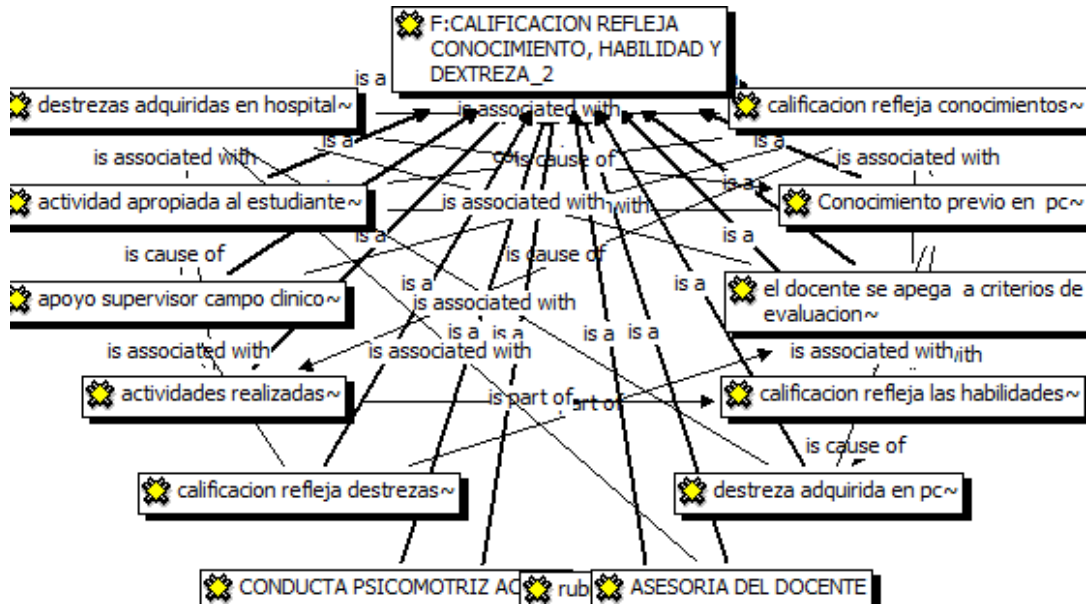 F:CALIFICACION REFLEJA
CONOCIMIENTO, HABILIDAD Y
DEXTREZA_2
is a
destrezas adquiridas en hospital~
is associated with
calificacion refleja conocimientos~
is a
is a
is associated with
is cause of
is associated with
is a
actividad apropiada al estudiante~
is associated with
Conocimiento previo en pc~
is a
is a
is cause of
is cause of
is a
is a
apoyo supervisor campo clinico~
is associated with
el docente se apega a criterios de
evaluacion~
is a
is a
is a
is a
is associated with
is associated with
is associated with
actividades realizadas~
is part of
calificacion refleja las habilidades~
is cause of
calificacion refleja destrezas~
destreza adquirida en pc~
CONDUCTA PSICOMOTRIZ
ASESORIA DEL DOCENTE